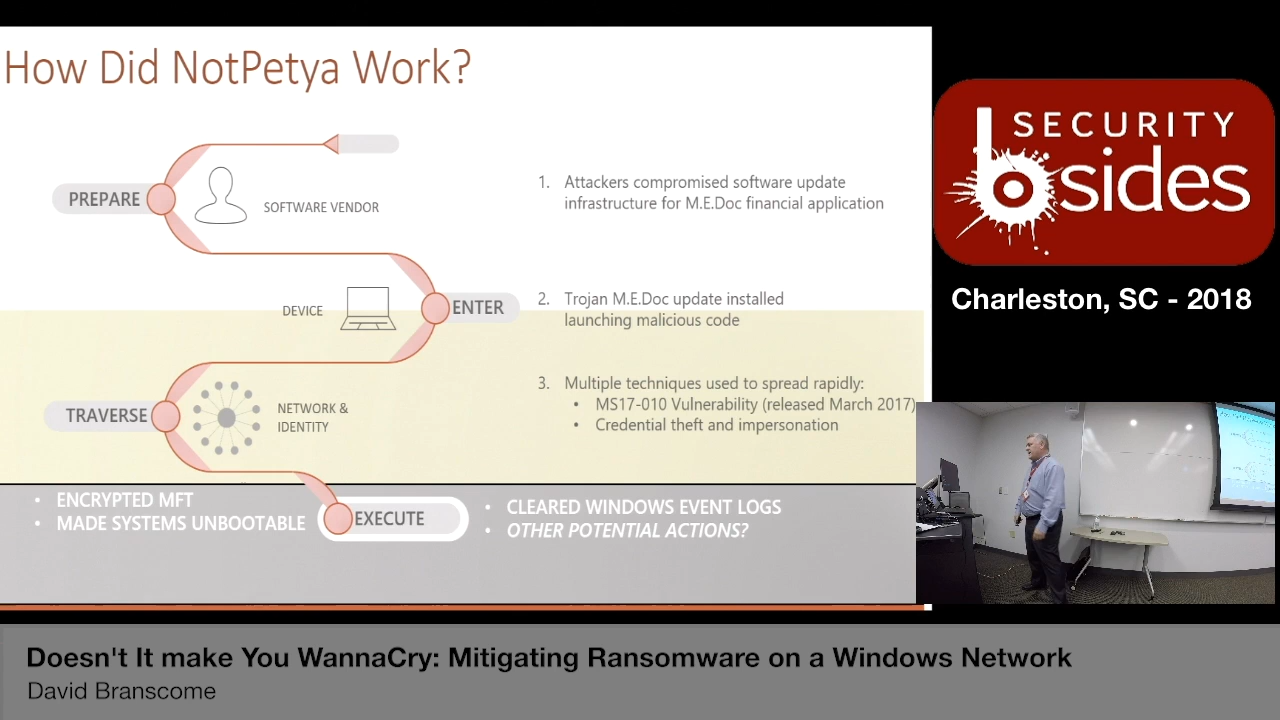 How Did NotPetya Work?
PREPARE
SOFTWARE VENDOR
1. Attackers compromised software update
infrastructure for M.E.Doc financial application
DEVICE
ENTER
2. Trojan M.E.Doc update installed
launching malicious code
TRAVERSE
NETWORK &
IDENTITY
3. Multiple techniques used to spread rapidly:
• MS17-010 Vulnerability (released March 2017)
• Credential theft and impersonation
• ENCRYPTED MFT
• MADE SYSTEMS UNBOOTABLE
EXECUTE
• CLEARED WINDOWS EVENT LOGS
• OTHER POTENTIAL ACTIONS?
SECURITY
bsides
Charleston, SC - 2018
Doesn't It make You WannaCry: Mitigating Ransomware on a Windows Network
David Branscome